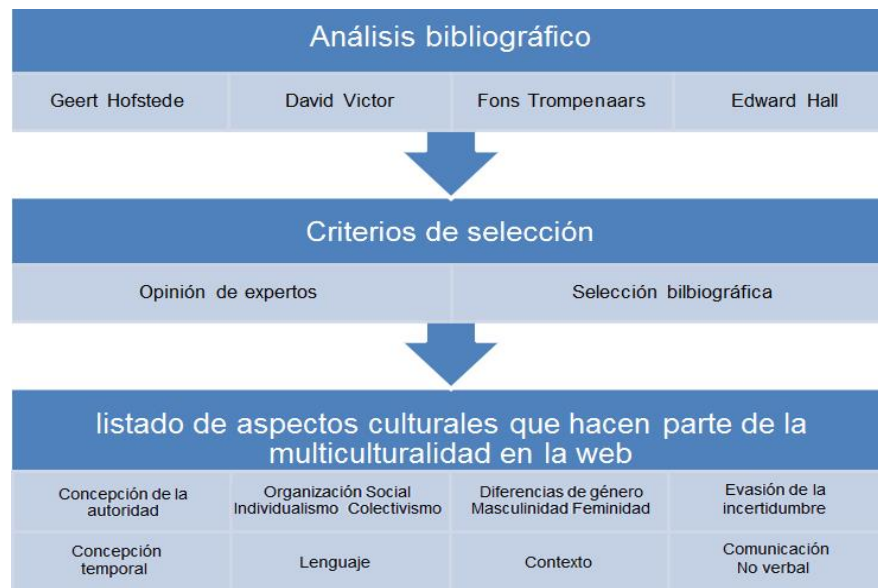 Análisis bibliográfico
Geert Hofstede
David Victor
Fons Trompenaars
Edward Hall
Criterios de selección
Opinión de expertos
Selección bilbiográfica
listado de aspectos culturales que hacen parte de la
multiculturalidad en la web
Concepción de la
autoridad
Organización Social
Individualismo Colectivismo
Diferencias de género
Masculinidad Feminidad
Evasión de la
incertidumbre
Concepción
temporal
Lenguaje
Contexto
Comunicación
No verbal